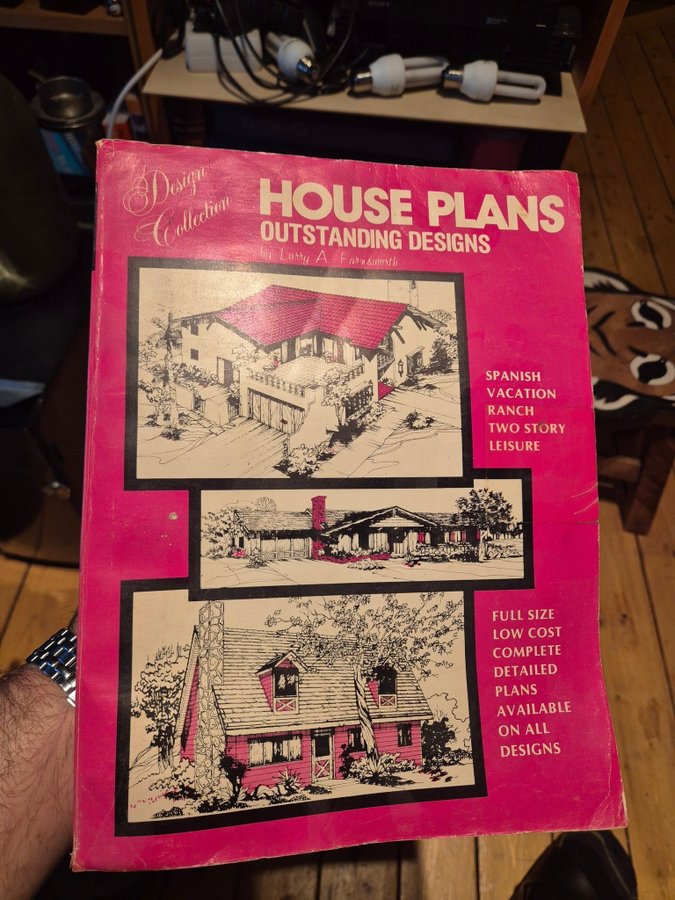 Design
Collection
HOUSE PLANS
OUTSTANDING DESIGNS
by Larry A. Farnsworth
SPANISH
VACATION
RANCH
TWO STORY
LEISURE
FULL SIZE
LOW COST
COMPLETE
DETAILED
PLANS
AVAILABLE
ON ALL
DESIGNS
SONY